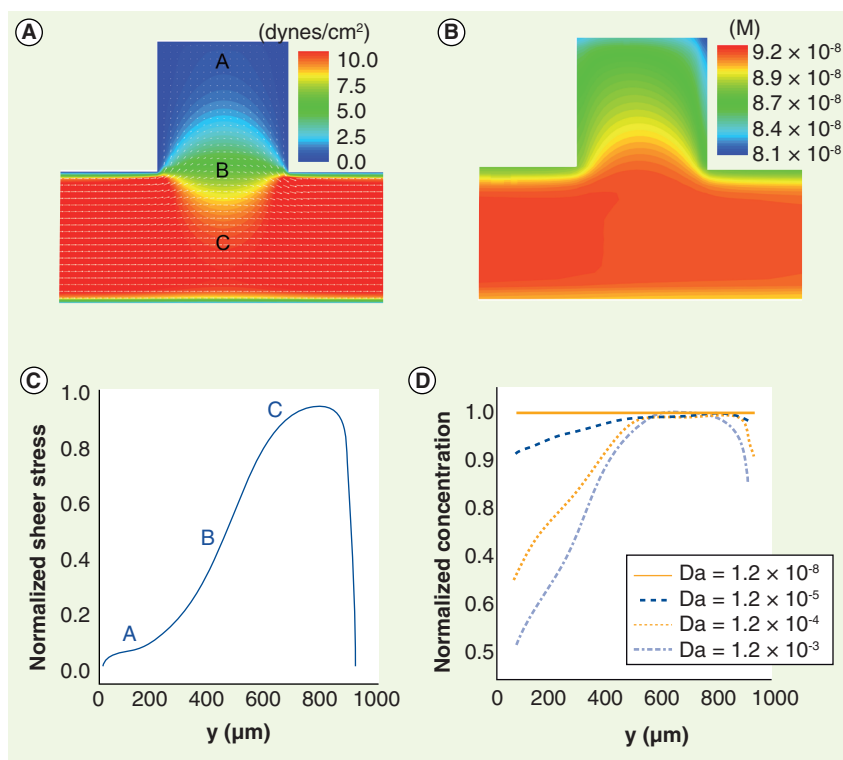 A
(dynes/cm²)
10.0
7.5
5.0
2.5
0.0
A
B
C
B
(M)
9.2 × 10⁻⁸
8.9 × 10⁻⁸
8.7 × 10⁻⁸
8.4 × 10⁻⁸
8.1 × 10⁻⁸
C
Normalized sheer stress
1.0
0.8
0.6
0.4
0.2
0.0
A
B
C
0 200 400 600 800 1000
y (µm)
D
Normalized concentration
1.0
0.9
0.8
0.4
0.6
0.5
Da = 1.2 × 10⁻⁸
Da = 1.2 × 10⁻⁵
Da = 1.2 × 10⁻⁴
Da = 1.2 × 10⁻³
0 200 400 600 800 1000
y (µm)